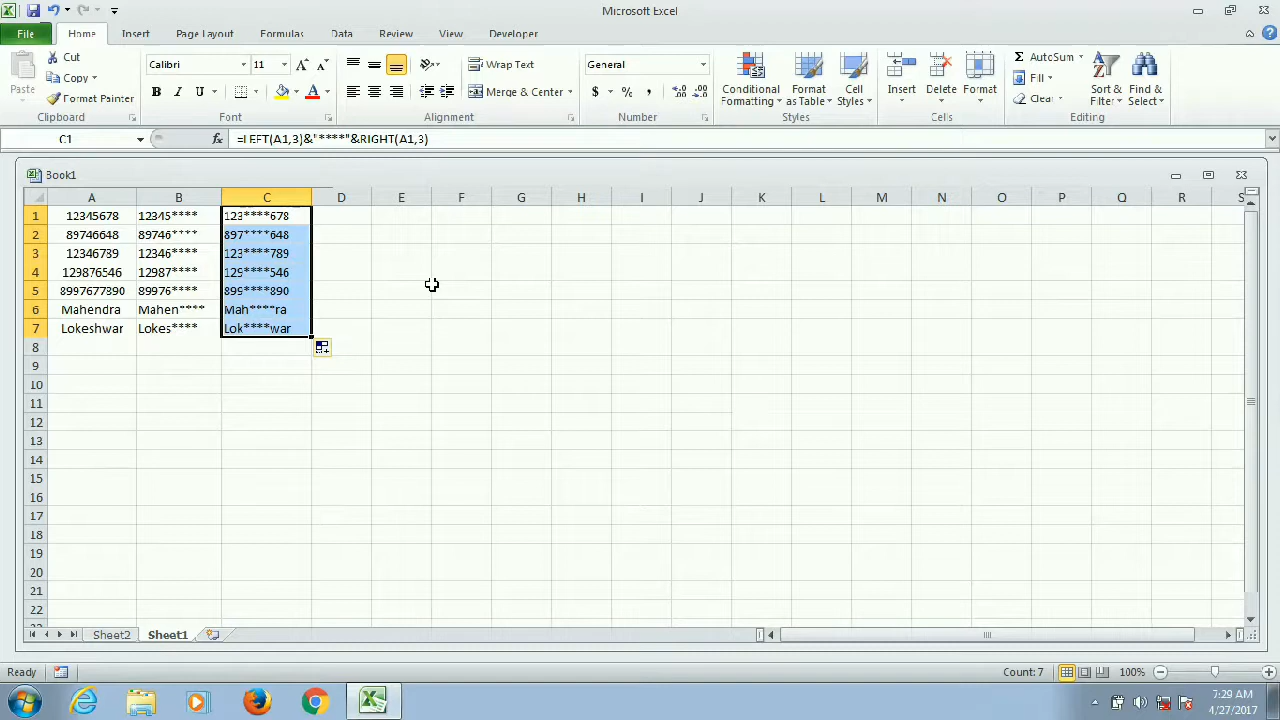 Microsoft Excel
File Home Insert Page Layout Formulas Data Review View Developer
Paste
Cut
Copy
Format Painter
Clipboard
Calibri 11 A A
B I U A
Font
Wrap Text
Merge & Center
Alignment
General
$ % ,
Number
Conditional Formatting
Format as Table
Cell Styles
Styles
Insert Delete Format
Cells
Σ AutoSum
Fill
Clear
Sort & Filter
Find & Select
Editing
C1 fx =LEFT(A1,3)&"****"&RIGHT(A1,3)
Book1
A B C D E F G H I J K L M N O P Q R S
1 12345678 12345**** 123****678
2 89746648 89746**** 897****648
3 12346789 12346**** 123****789
4 129876546 12987**** 129****546
5 8997677890 89976**** 899****890
6 Mahendra Mahen**** Mah****ra
7 Lokeshwar Lokes**** Lok****war
8
9
10
11
12
13
14
15
16
17
18
19
20
21
22
Sheet2 Sheet1
Ready Count: 7 100%
7:29 AM
4/27/2017